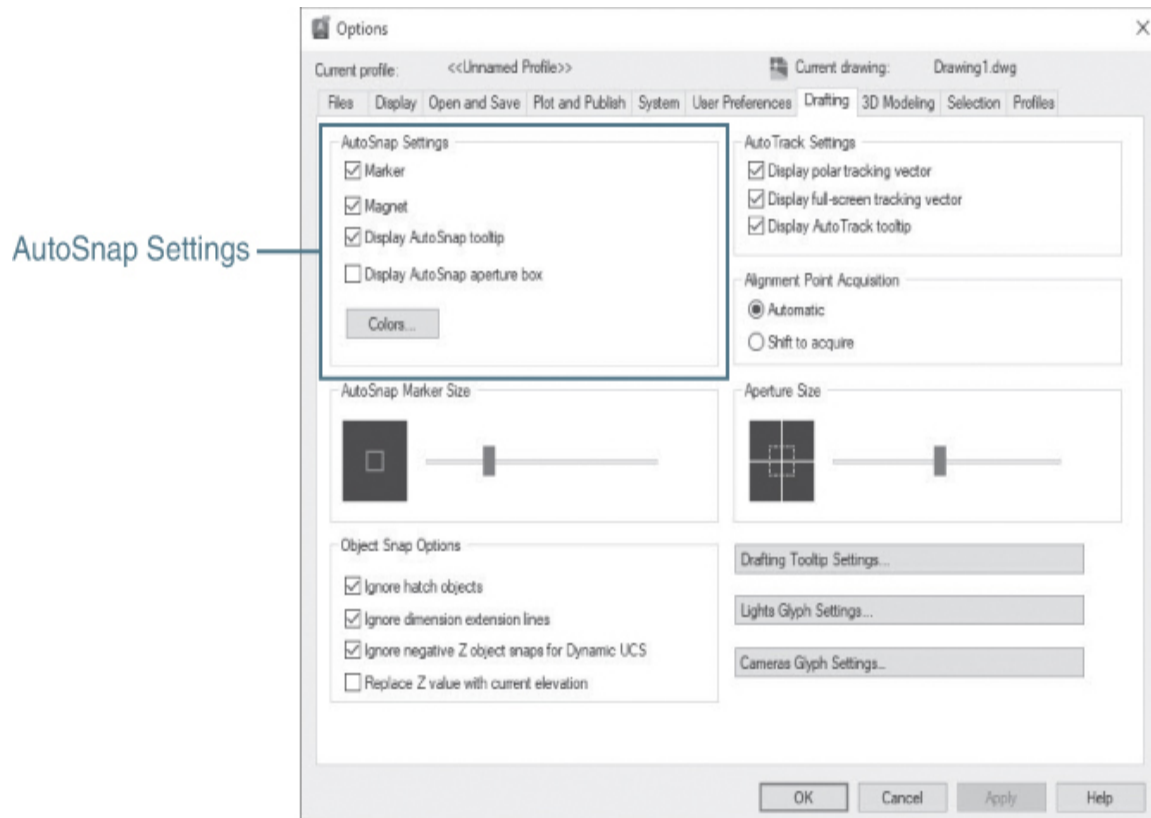 Options
Current profile: <<Unnamed Profile>> Current drawing: Drawing1.dwg
Files Display Open and Save Plot and Publish System User Preferences Drafting 3D Modeling Selection Profiles
AutoSnap Settings
AutoSnap Settings
Marker
Magnet
Display AutoSnap tooltip
Display AutoSnap aperture box
Colors...
AutoTrack Settings
Display polar tracking vector
Display full-screen tracking vector
Display AutoTrack tooltip
Alignment Point Acquisition
Automatic
Shift to acquire
AutoSnap Marker Size
Aperture Size
Object Snap Options
Ignore hatch objects
Ignore dimension extension lines
Ignore negative Z object snaps for Dynamic UCS
Replace Z value with current elevation
Drafting Tooltip Settings...
Lights Glyph Settings...
Cameras Glyph Settings...
OK Cancel Apply Help